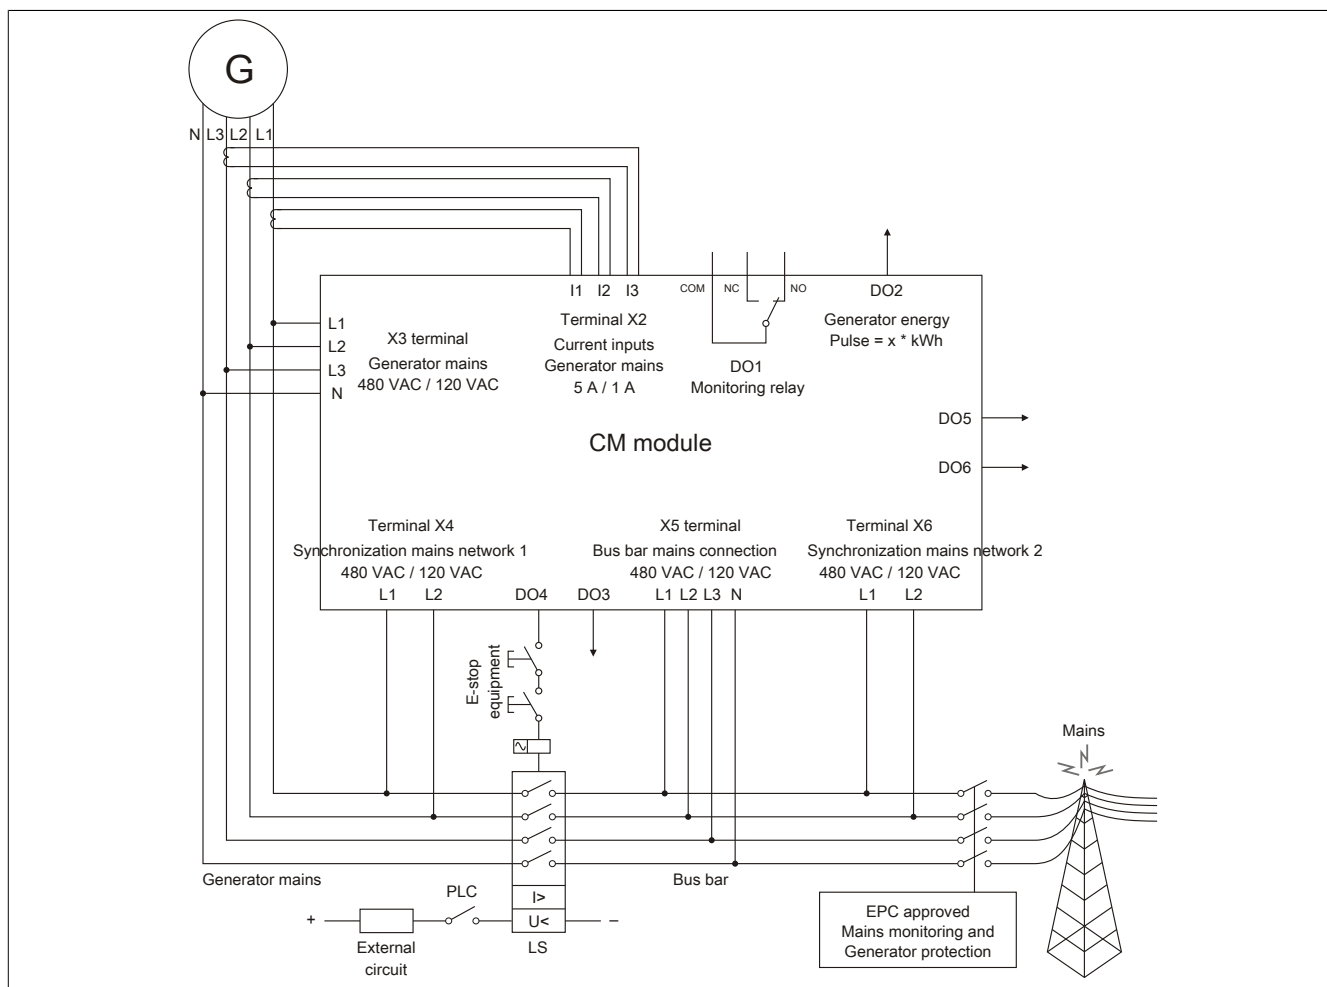 G
N L3 L2 L1
I1 I2 I3
COM NC NO
DO2
L1
L2
L3
N
X3 terminal
Generator mains
480 VAC / 120 VAC
Terminal X2
Current inputs
Generator mains
5 A / 1 A
DO1
Monitoring relay
Generator energy
Pulse = x * kWh
DO5
DO6
CM module
Terminal X4
Synchronization mains network 1
480 VAC / 120 VAC
L1 L2
DO4
DO3
X5 terminal
Bus bar mains connection
480 VAC / 120 VAC
L1 L2 L3 N
Terminal X6
Synchronization mains network 2
480 VAC / 120 VAC
L1 L2
E-stop
equipment
Mains
Generator mains
Bus bar
PLC
I>
U<
+
–
External
circuit
LS
EPC approved
Mains monitoring and
Generator protection